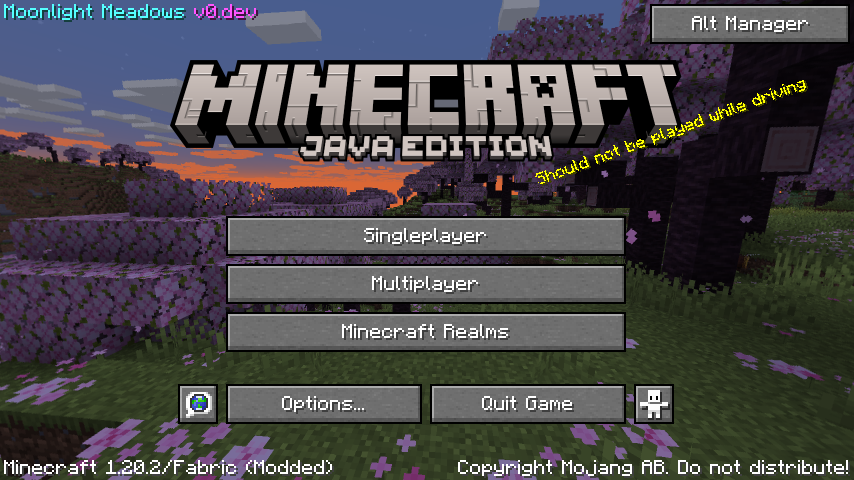 Moonlight Meadows v0.dev
Alt Manager
MINECRAFT
JAVA EDITION
Should not be played while driving
Singleplayer
Multiplayer
Minecraft Realms
Options...
Quit Game
Minecraft 1.20.2/Fabric (Modded)
Copyright Mojang AB. Do not distribute!